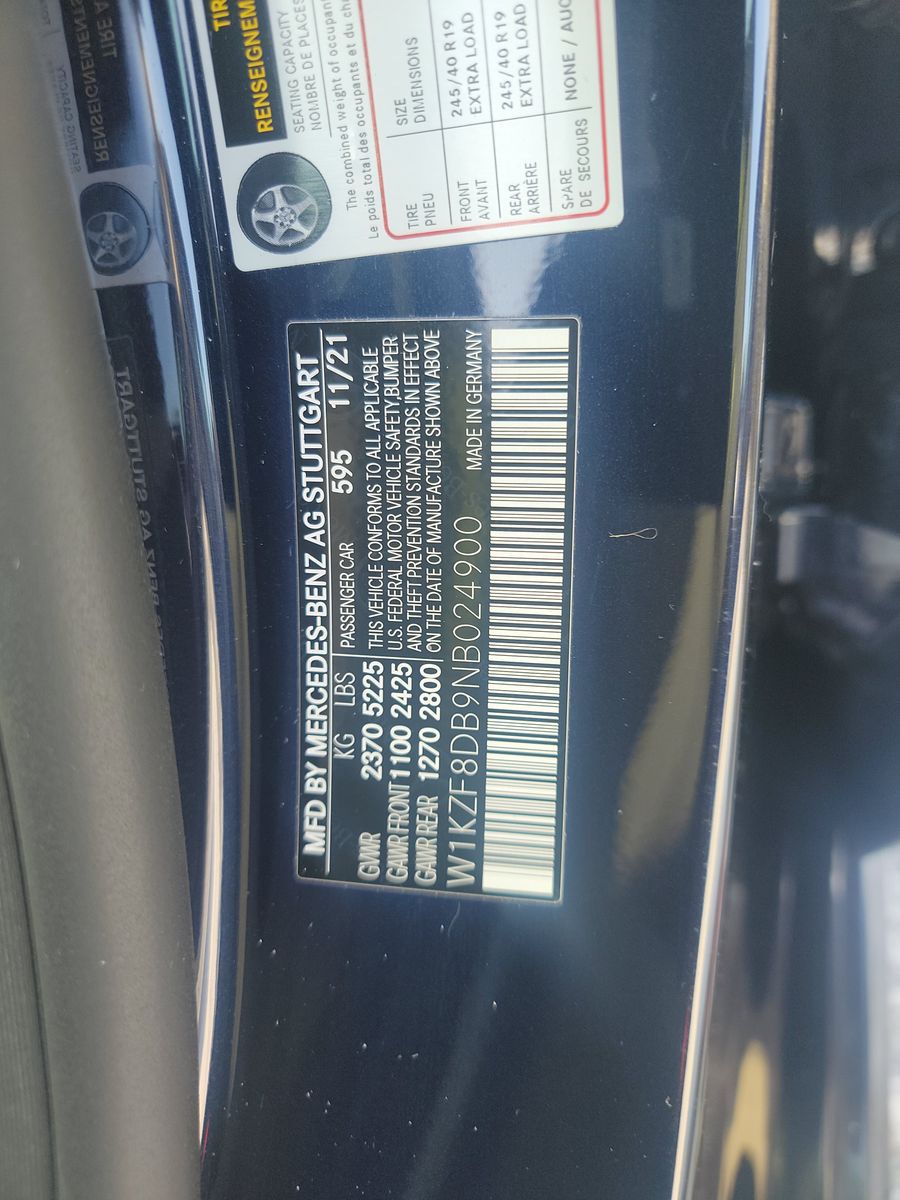 TIR
RENSEIGNEM
SEATING CAPACITY
NOMBRE DE PLACES
The combined weight of occupan
Le poids total des occupants et du cha
TIRE SIZE
PNEU DIMENSIONS
FRONT 245/40 R19
AVANT EXTRA LOAD
REAR 245/40 R19
ARRIÈRE EXTRA LOAD
SPARE NONE / AUC
DE SECOURS
MFD BY MERCEDES-BENZ AG STUTTGART
KG LBS PASSENGER CAR 595 11/21
GVWR 2370 5225 THIS VEHICLE CONFORMS TO ALL APPLICABLE
GAWR FRONT 1100 2425 U.S. FEDERAL MOTOR VEHICLE SAFETY,BUMPER
GAWR REAR 1270 2800 AND THEFT PREVENTION STANDARDS IN EFFECT
ON THE DATE OF MANUFACTURE SHOWN ABOVE
W1KZF8DB9NB024900 MADE IN GERMANY